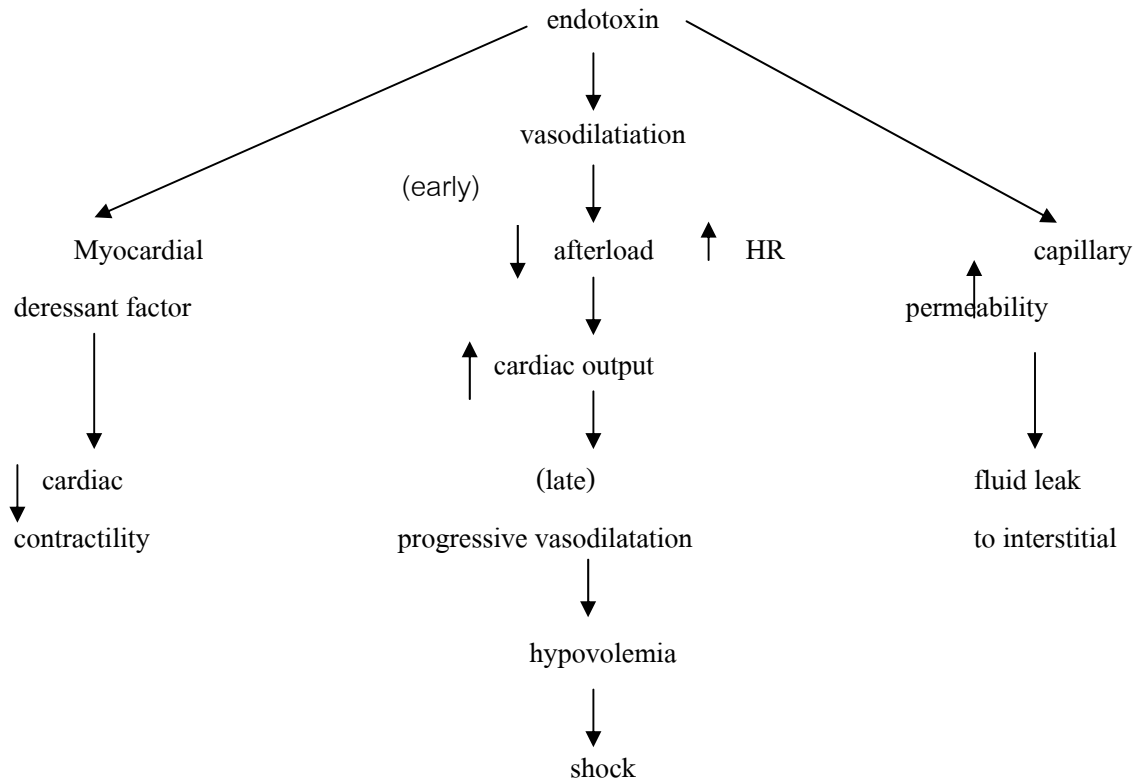 endotoxin
vasodilatiation
(early)
Myocardial
deressant factor
afterload
HR
capillary
permeability
cardiac output
cardiac
contractility
(late)
progressive vasodilatation
fluid leak
to interstitial
hypovolemia
shock